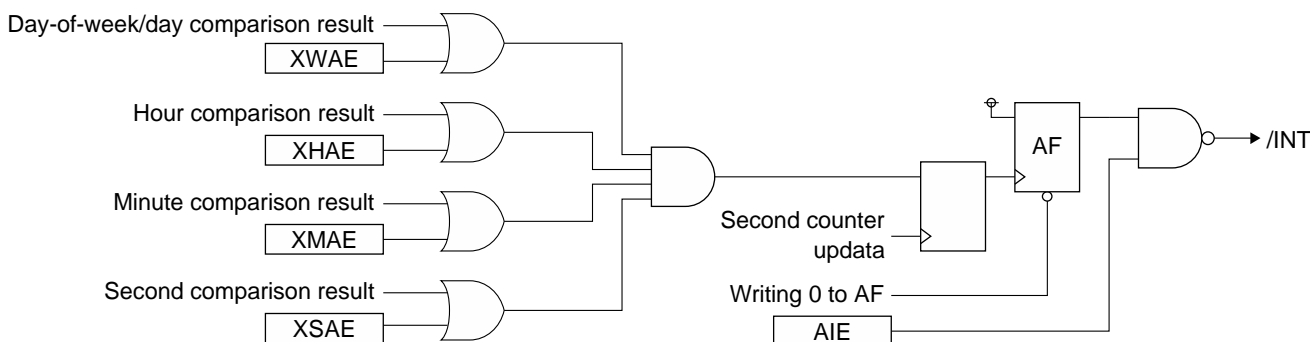 Day-of-week/day comparison result
XWAE
Hour comparison result
XHAE
Minute comparison result
XMAE
Second comparison result
XSAE
AF
/INT
Second counter
updata
Writing 0 to AF
AIE